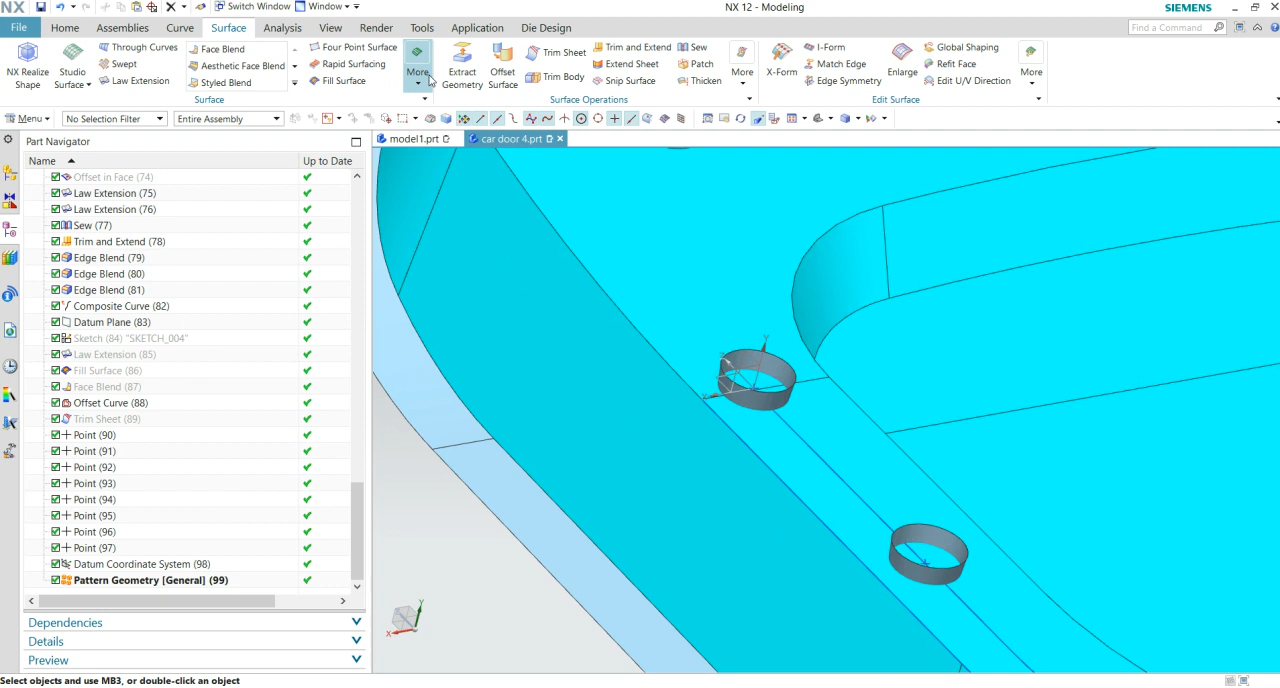 NX
Switch Window
Window
NX 12 - Modeling
SIEMENS
File
Home
Assemblies
Curve
Surface
Analysis
View
Render
Tools
Application
Die Design
Find a Command
NX Realize Shape
Studio Surface
Through Curves
Swept
Law Extension
Face Blend
Aesthetic Face Blend
Styled Blend
Four Point Surface
Rapid Surfacing
Fill Surface
More
Surface
Extract Geometry
Offset Surface
Trim Sheet
Trim Body
Trim and Extend
Extend Sheet
Snip Surface
Sew
Patch
Thicken
More
Surface Operations
X-Form
I-Form
Match Edge
Edge Symmetry
Enlarge
Global Shaping
Refit Face
Edit U/V Direction
More
Edit Surface
Menu
No Selection Filter
Entire Assembly
Part Navigator
model1.prt
car door 4.prt
Name
Up to Date
Offset in Face (74)
Law Extension (75)
Law Extension (76)
Sew (77)
Trim and Extend (78)
Edge Blend (79)
Edge Blend (80)
Edge Blend (81)
Composite Curve (82)
Datum Plane (83)
Sketch (84) "SKETCH_004"
Law Extension (85)
Fill Surface (86)
Face Blend (87)
Offset Curve (88)
Trim Sheet (89)
Point (90)
Point (91)
Point (92)
Point (93)
Point (94)
Point (95)
Point (96)
Point (97)
Datum Coordinate System (98)
Pattern Geometry [General] (99)
Dependencies
Details
Preview
Y
X
Y
Select objects and use MB3, or double-click an object